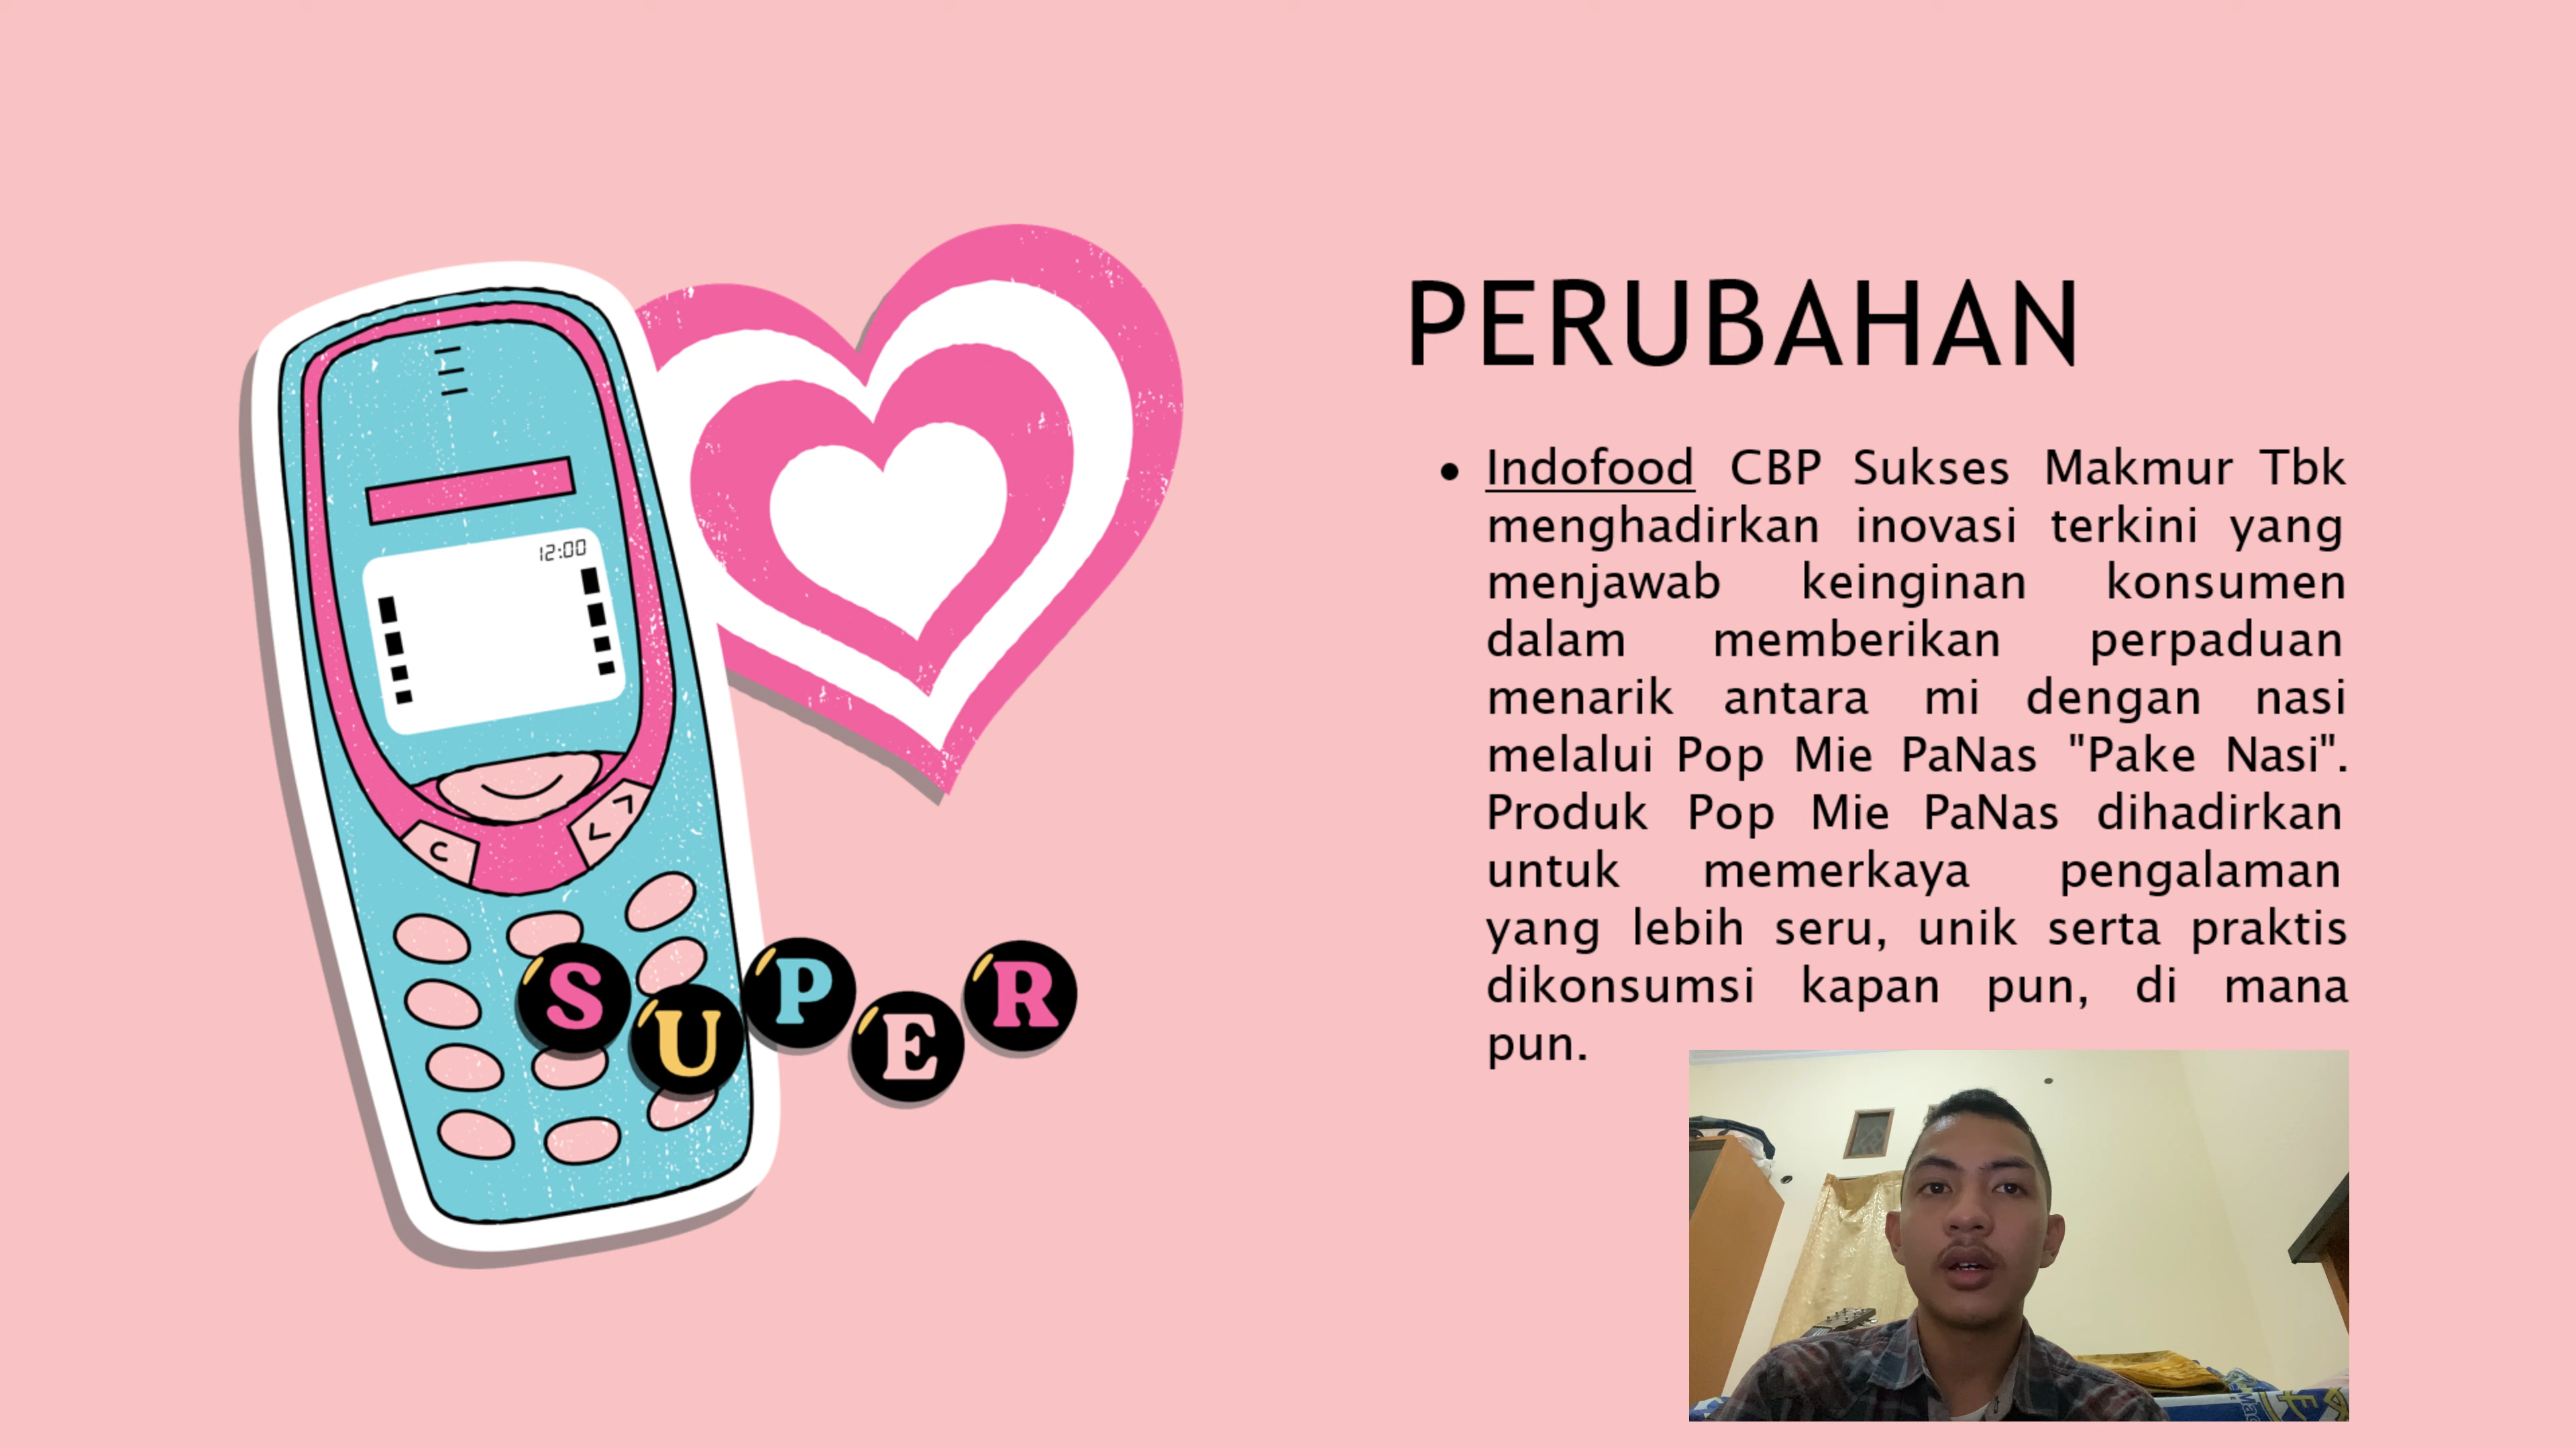 PERUBAHAN
• Indofood CBP Sukses Makmur Tbk
menghadirkan inovasi terkini yang
menjawab keinginan konsumen
dalam memberikan perpaduan
menarik antara mi dengan nasi
melalui Pop Mie PaNas "Pake Nasi".
Produk Pop Mie PaNas dihadirkan
untuk memerkaya pengalaman
yang lebih seru, unik serta praktis
dikonsumsi kapan pun, di mana
pun.
12:00
C
< >
SUPER